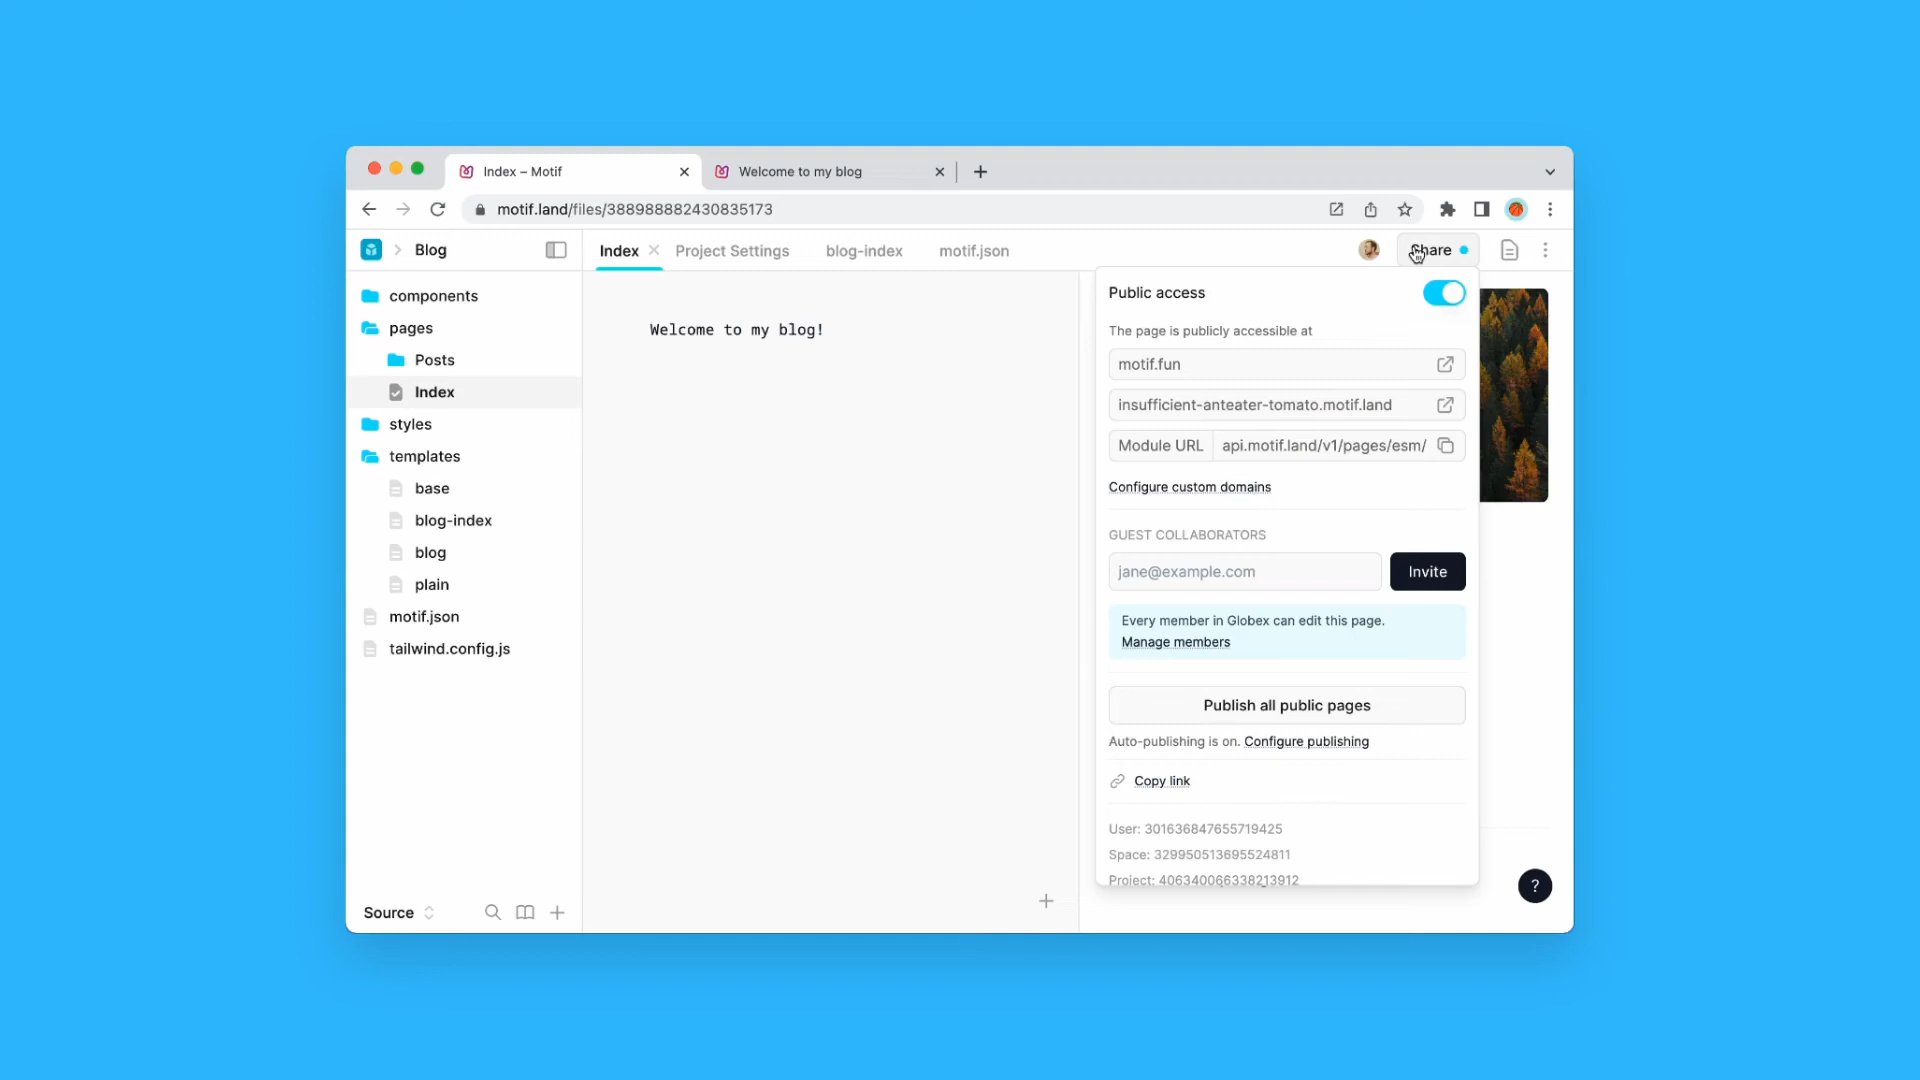 Index – Motif
Welcome to my blog
motif.land/files/388988882430835173
Blog
Index
Project Settings
blog-index
motif.json
Share
components
pages
Posts
Index
styles
templates
base
blog-index
blog
plain
motif.json
tailwind.config.js
Source
Welcome to my blog!
Public access
The page is publicly accessible at
motif.fun
insufficient-anteater-tomato.motif.land
Module URL api.motif.land/v1/pages/esm/
Configure custom domains
GUEST COLLABORATORS
jane@example.com Invite
Every member in Globex can edit this page.
Manage members
Publish all public pages
Auto-publishing is on. Configure publishing
Copy link
User: 301636847655719425
Space: 329950513695524811
Project: 406340066338213912
?